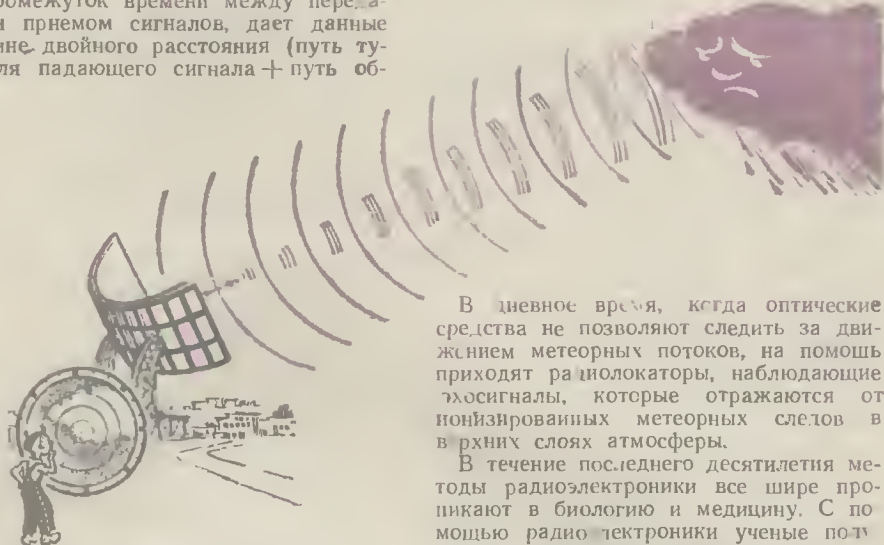 промежуток времени между переда-
и приемом сигналов, дает данные
двойного расстояния (путь ту-
падающего сигнала + путь об-
В дневное время, когда оптические
средства не позволяют следить за дви-
жением метеорных потоков, на помощь
приходят радиолокаторы, наблюдающие
эхосигналы, которые отражаются от
ионизированных метеорных следов в
верхних слоях атмосферы.
В течение последнего десятилетия ме-
тоды радиоэлектроники все шире про-
никают в биологию и медицину. С по
мощью радиоэлектроники ученые